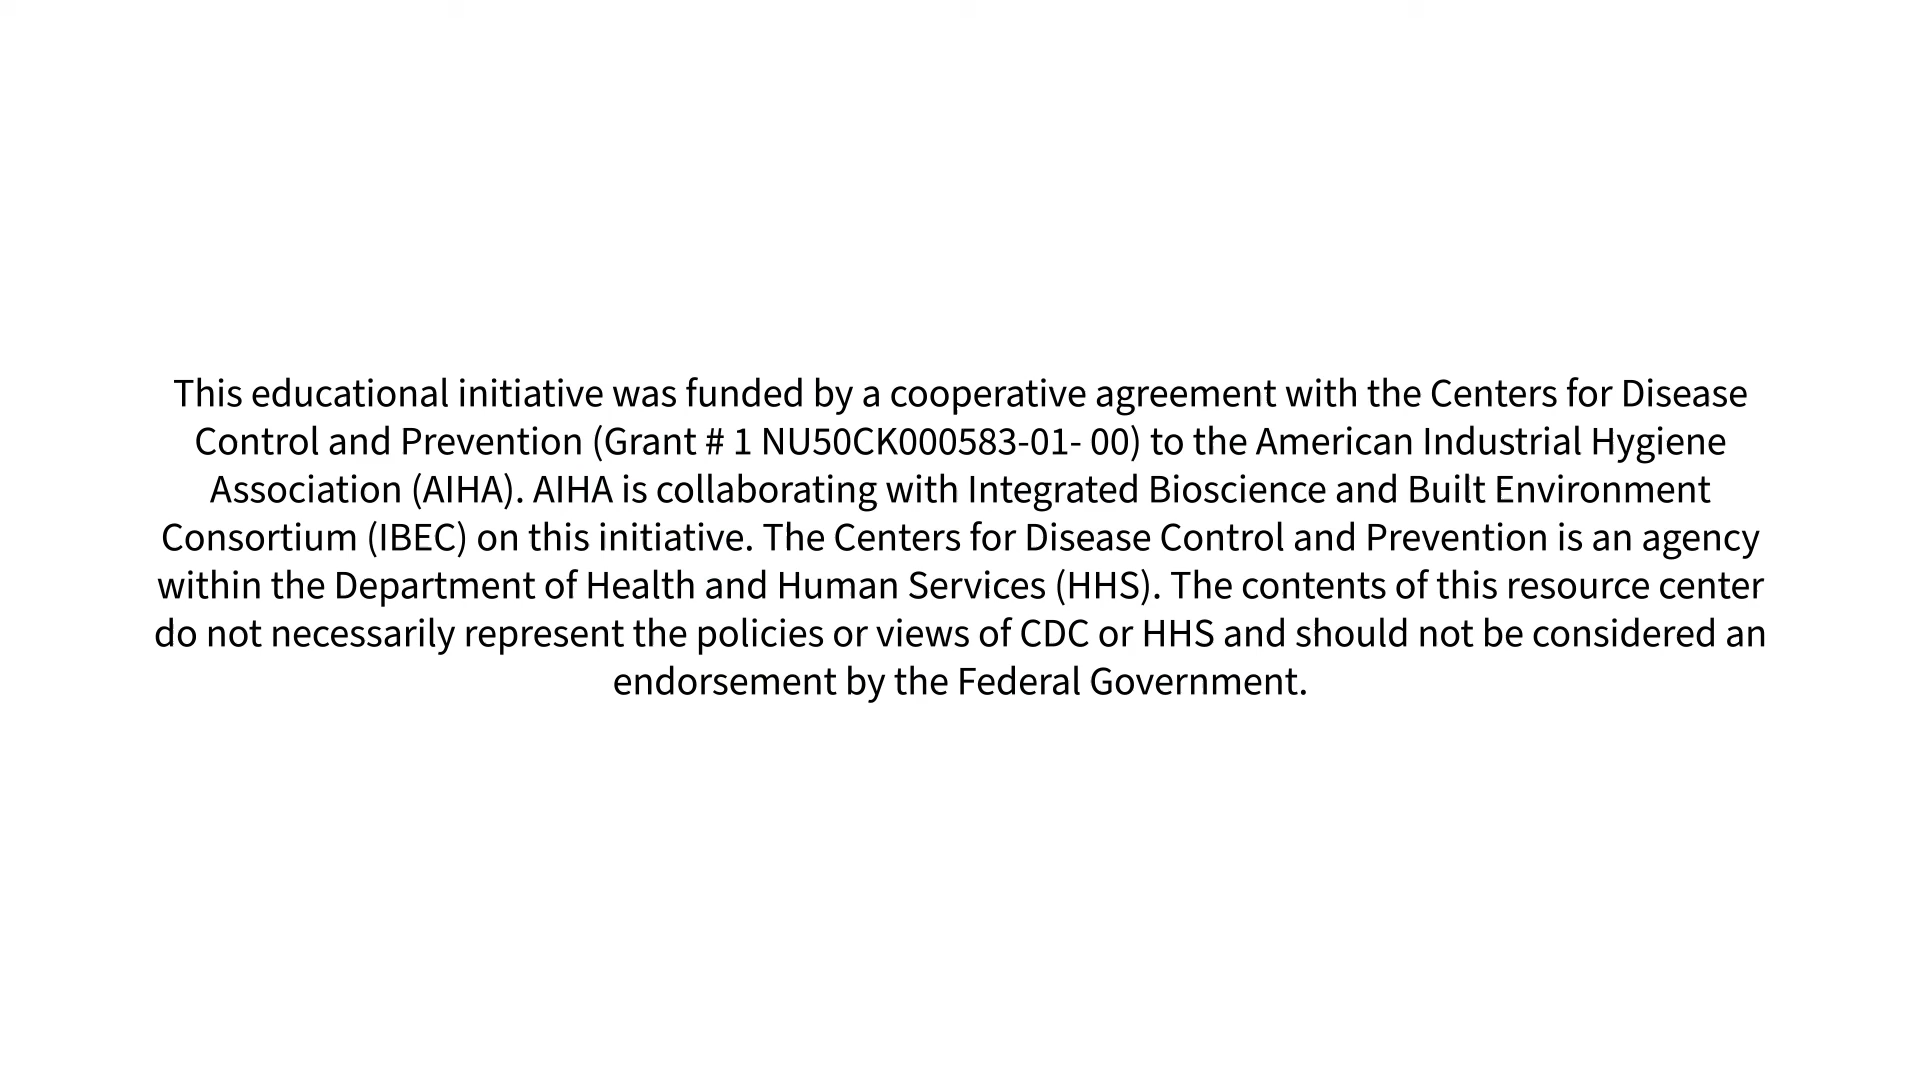 This educational initiative was funded by a cooperative agreement with the Centers for Disease
Control and Prevention (Grant # 1 NU50CK000583-01- 00) to the American Industrial Hygiene
Association (AIHA). AIHA is collaborating with Integrated Bioscience and Built Environment
Consortium (IBEC) on this initiative. The Centers for Disease Control and Prevention is an agency
within the Department of Health and Human Services (HHS). The contents of this resource center
do not necessarily represent the policies or views of CDC or HHS and should not be considered an
endorsement by the Federal Government.